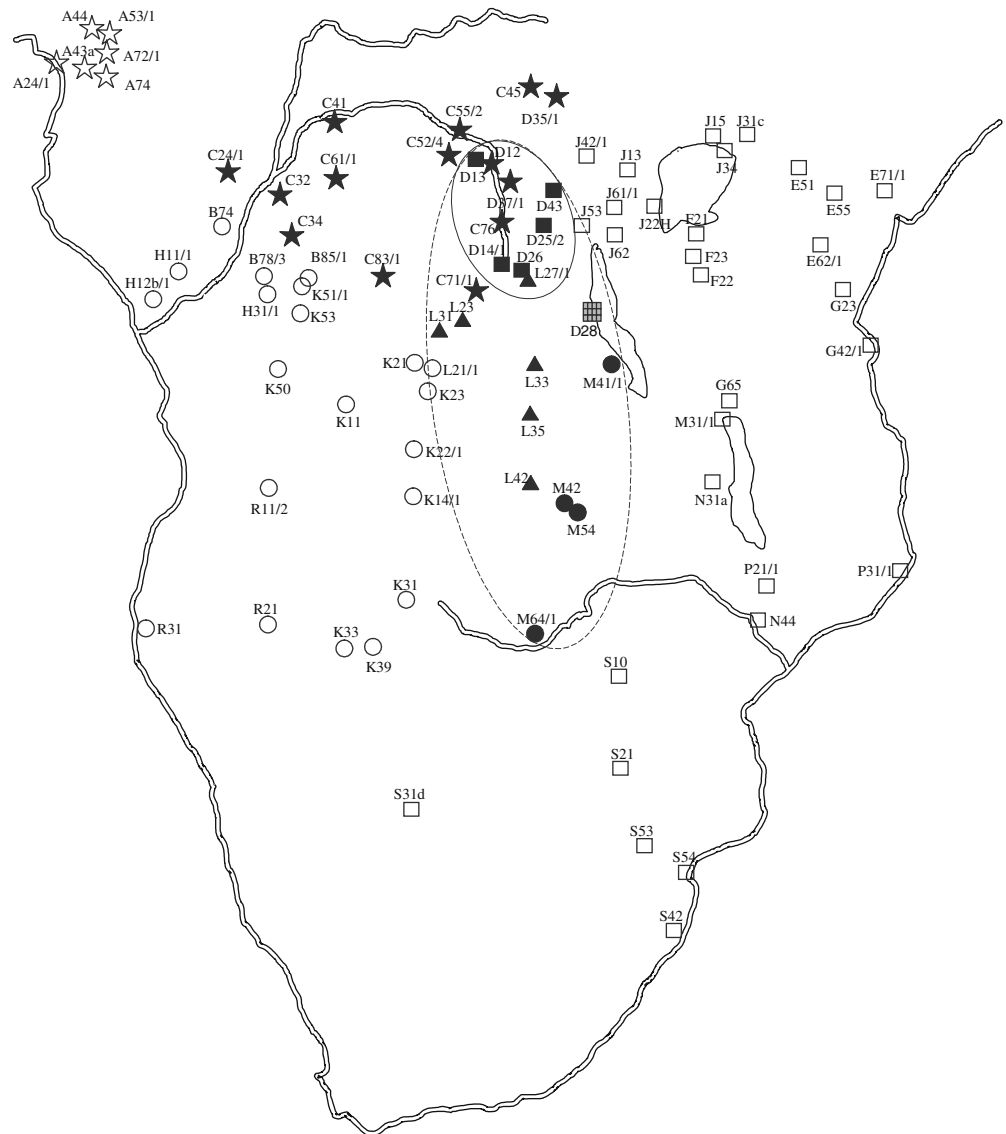 A44
A53/1
A43a
A72/1
A24/1
A74
C45
D35/1
C41
C55/2
C52/4
D12
D13
J42/1
J15
J31c
J34
J13
C24/1
C61/1
C32
D37/1
D43
J61/1
J22H
E51
E55
E71/1
B74
C34
C76
D25/2
J53
J62
F21
F23
F22
E62/1
G23
H11/1
H12b/1
B78/3
B85/1
K51/1
H31/1
K53
C83/1
D14/1
D26
L27/1
C71/1
L23
L31
D28
G42/1
K50
K21
L21/1
K23
K11
L33
M41/1
G65
M31/1
L35
K22/1
R11/2
K14/1
L42
M42
M54
N31a
P21/1
P31/1
N44
K31
R21
R31
K33
K39
M64/1
S10
S21
S31d
S53
S54
S42